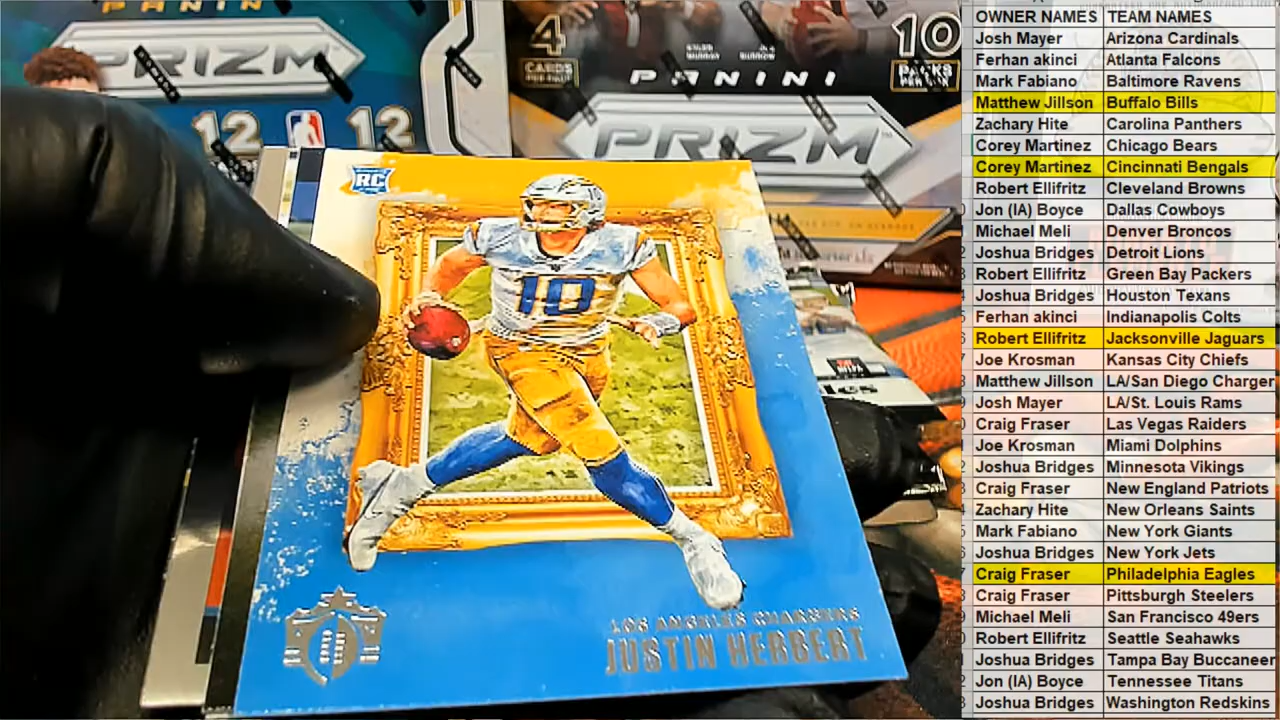 PANINI
PRIZM
12
12
4
CARDS
PER PACK
PANINI
10
PACKS
PER BOX
PRIZM
RC
10
10
LOS ANGELES CHARGERS
JUSTIN HERBERT
OWNER NAMES TEAM NAMES
Josh Mayer Arizona Cardinals
Ferhan akinci Atlanta Falcons
Mark Fabiano Baltimore Ravens
Matthew Jillson Buffalo Bills
Zachary Hite Carolina Panthers
Corey Martinez Chicago Bears
Corey Martinez Cincinnati Bengals
Robert Ellifritz Cleveland Browns
Jon (IA) Boyce Dallas Cowboys
Michael Meli Denver Broncos
Joshua Bridges Detroit Lions
Robert Ellifritz Green Bay Packers
Joshua Bridges Houston Texans
Ferhan akinci Indianapolis Colts
Robert Ellifritz Jacksonville Jaguars
Joe Krosman Kansas City Chiefs
Matthew Jillson LA/San Diego Charger
Josh Mayer LA/St. Louis Rams
Craig Fraser Las Vegas Raiders
Joe Krosman Miami Dolphins
Joshua Bridges Minnesota Vikings
Craig Fraser New England Patriots
Zachary Hite New Orleans Saints
Mark Fabiano New York Giants
Joshua Bridges New York Jets
Craig Fraser Philadelphia Eagles
Craig Fraser Pittsburgh Steelers
Michael Meli San Francisco 49ers
Robert Ellifritz Seattle Seahawks
Joshua Bridges Tampa Bay Buccaneer
Jon (IA) Boyce Tennessee Titans
Joshua Bridges Washington Redskins